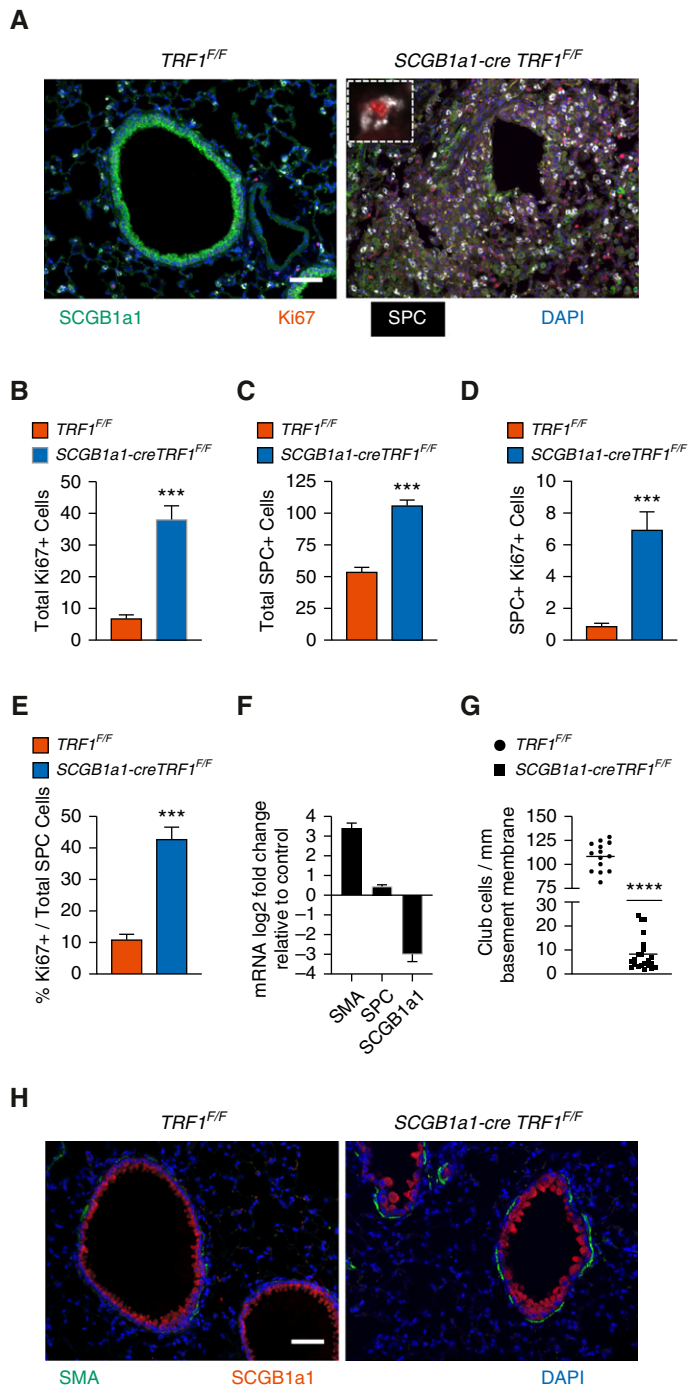 A
TRF1F/F
SCGB1a1-cre TRF1F/F
SCGB1a1
Ki67
SPC
DAPI
B
TRF1F/F
SCGB1a1-creTRF1F/F
Total Ki67+ Cells
50
40
30
20
10
0
***
C
TRF1F/F
SCGB1a1-creTRF1F/F
Total SPC+ Cells
125
100
75
50
25
0
***
D
TRF1F/F
SCGB1a1-creTRF1F/F
SPC+ Ki67+ Cells
8
6
4
2
0
***
E
TRF1F/F
SCGB1a1-creTRF1F/F
% Ki67+ / Total SPC Cells
50
40
30
20
10
0
***
F
mRNA log2 fold change
relative to control
4
3
2
1
0
−1
−2
−3
−4
SMA
SPC
SCGB1a1
G
TRF1F/F
SCGB1a1-creTRF1F/F
Club cells / mm
basement membrane
150
125
100
75
30
20
10
0
****
H
TRF1F/F
SCGB1a1-cre TRF1F/F
SMA
SCGB1a1
DAPI